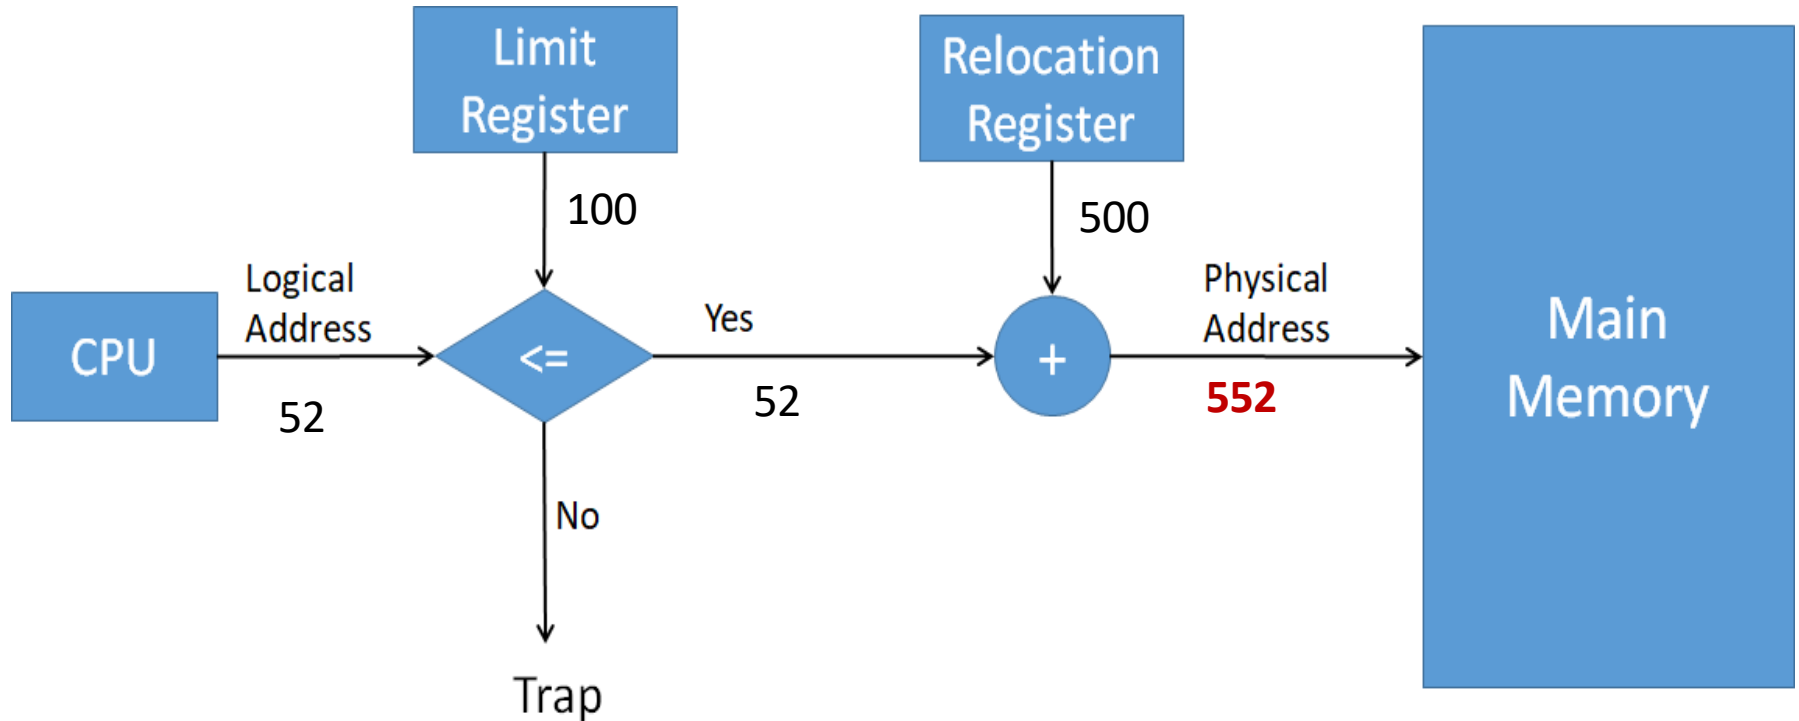 Limit
Register
Relocation
Register
100
500
Logical
Address
Yes
Physical
Address
CPU
<=
+
Main
Memory
52
52
552
No
Trap